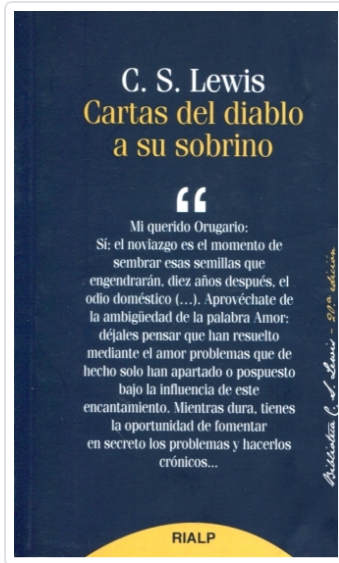 C. S. Lewis
Cartas del diablo
a su sobrino
“
Mi querido Orugario:
Sí; el noviazgo es el momento de
sembrar esas semillas que
engendrarán, diez años después, el
odio doméstico (...). Aprovéchate de
la ambigüedad de la palabra Amor:
déjales pensar que han resuelto
mediante el amor problemas que de
hecho solo han apartado o pospuesto
bajo la influencia de este
encantamiento. Mientras dura, tienes
la oportunidad de fomentar
en secreto los problemas y hacerlos
crónicos...
Biblioteca C. S. Lewis - 20.ª edición
RIALP